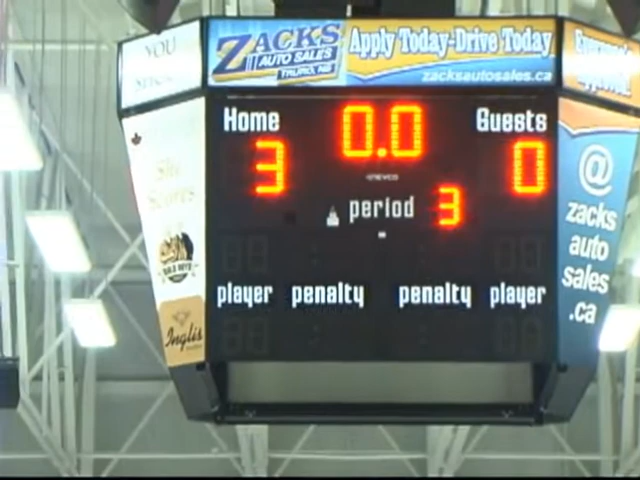 YOU
ZACKS
AUTO SALES
TRURO, NS
Apply Today-Drive Today
zacksautosales.ca
Home
0.0
Guests
3
0
period
3
player penalty penalty player
Inglis
@
zacks
auto
sales
.ca